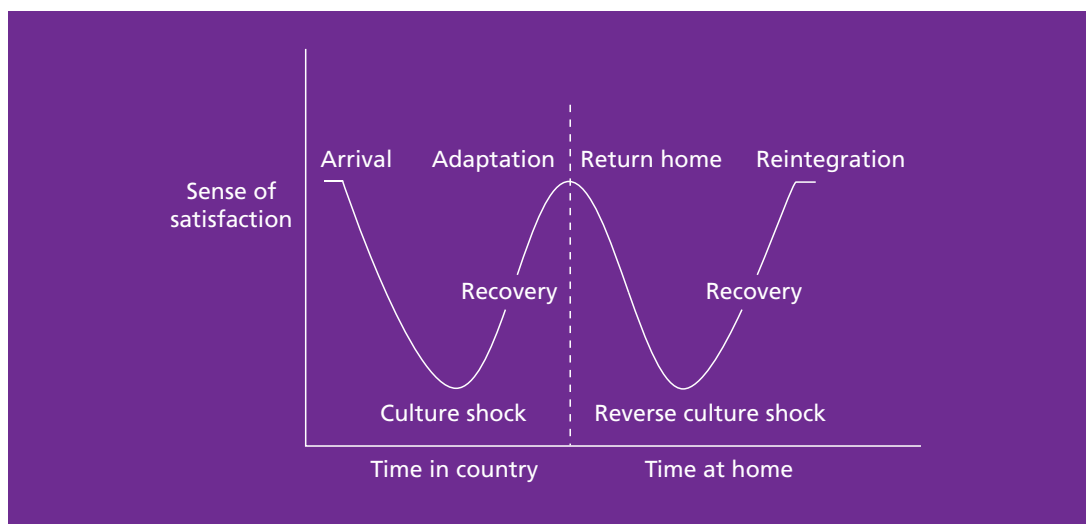 Arrival
Adaptation
Return home
Reintegration
Sense of
satisfaction
Recovery
Recovery
Culture shock
Reverse culture shock
Time in country
Time at home